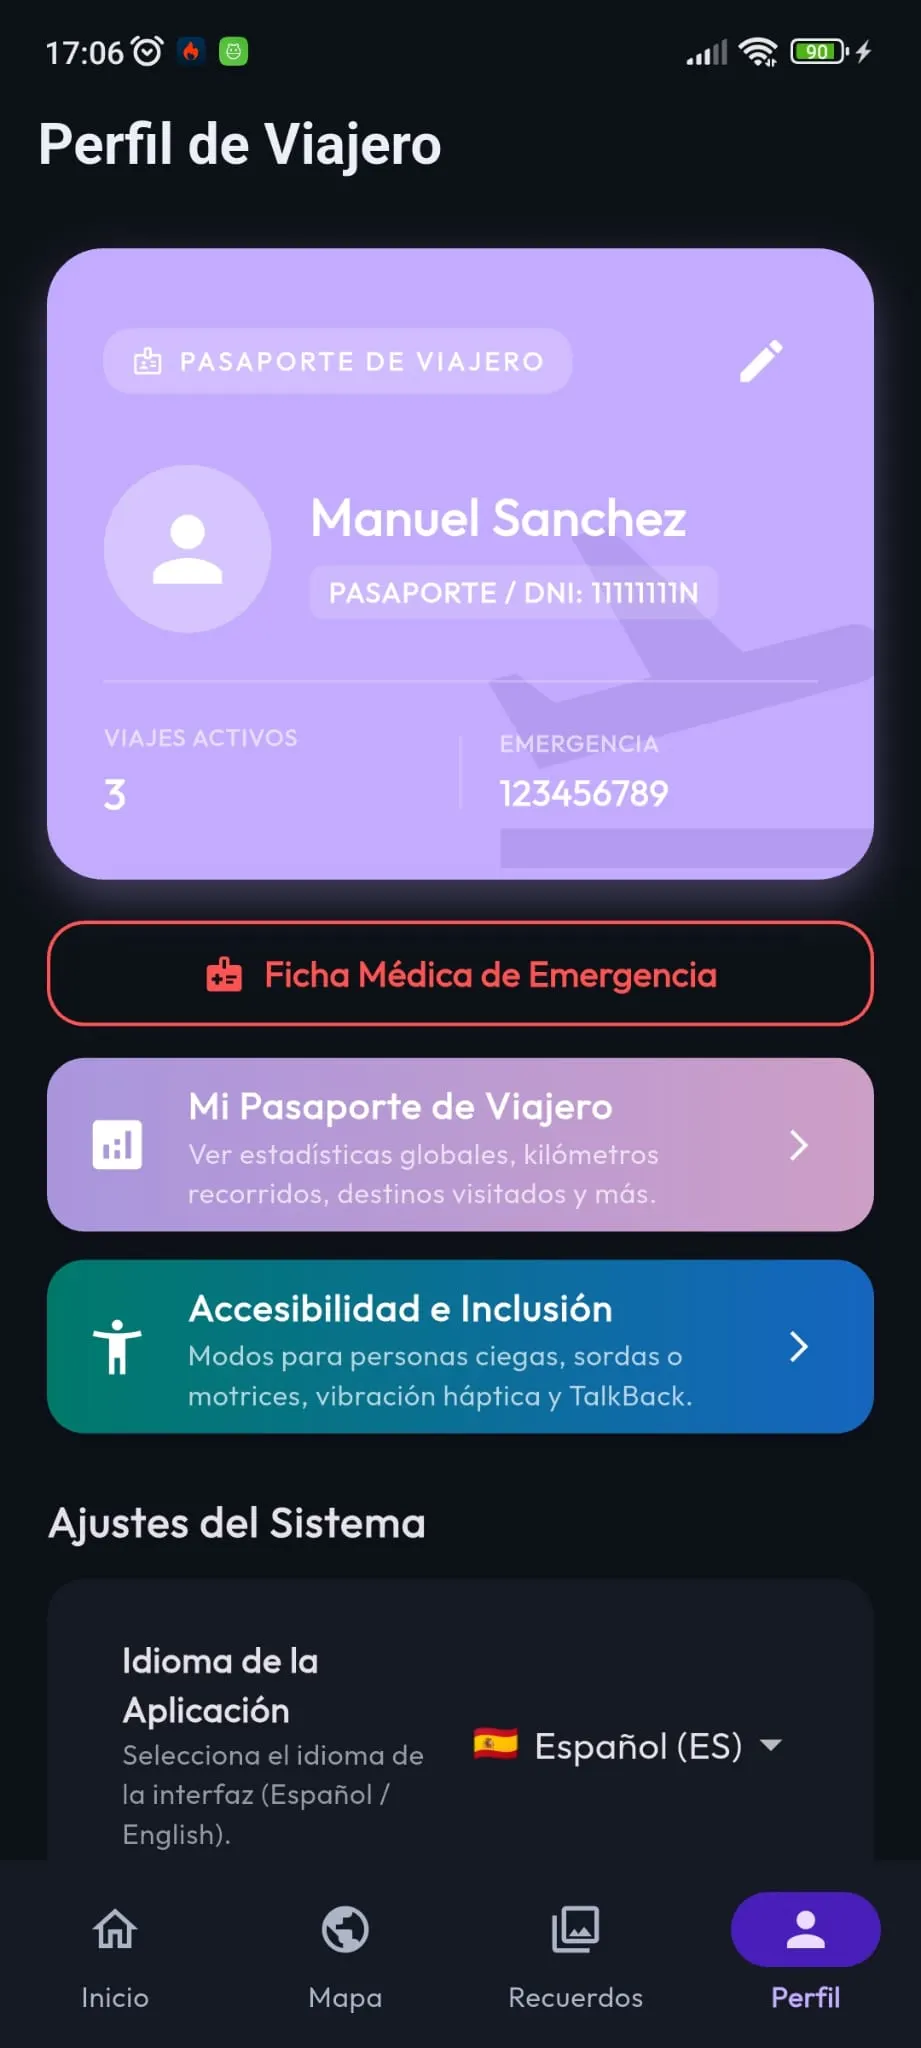 17:06
90
Perfil de Viajero
PASAPORTE DE VIAJERO
Manuel Sanchez
PASAPORTE / DNI: 11111111N
VIAJES ACTIVOS
3
EMERGENCIA
123456789
Ficha Médica de Emergencia
Mi Pasaporte de Viajero
Ver estadísticas globales, kilómetros
recorridos, destinos visitados y más.
Accesibilidad e Inclusión
Modos para personas ciegas, sordas o
motrices, vibración háptica y TalkBack.
Ajustes del Sistema
Idioma de la
Aplicación
Selecciona el idioma de
la interfaz (Español /
English).
Español (ES)
Inicio
Mapa
Recuerdos
Perfil